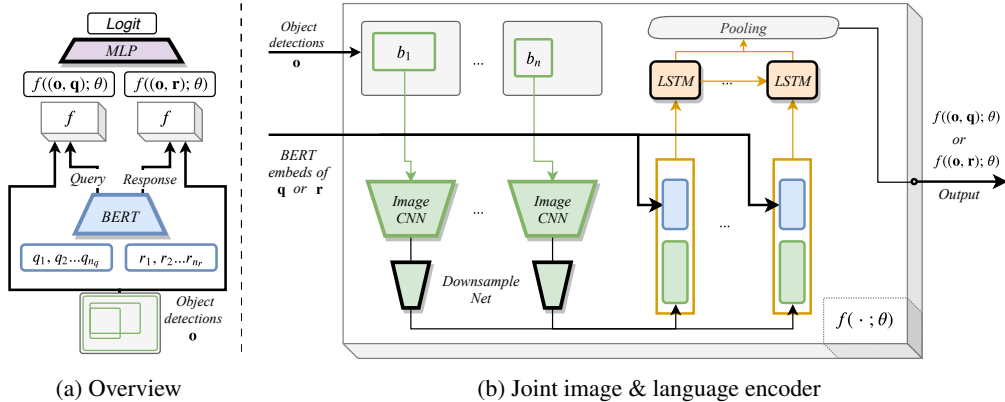 Logit
MLP
f((o, q); θ)
f((o, r); θ)
f
f
Query
Response
BERT
q1, q2...qnq
r1, r2...rnr
Object
detections
o
(a) Overview
Object
detections
o
b1
...
bn
Pooling
LSTM
...
LSTM
BERT
embeds of
q or r
Image
CNN
...
Image
CNN
Downsample
Net
...
f((o, q); θ)
or
f((o, r); θ)
Output
f( · ; θ)
(b) Joint image & language encoder